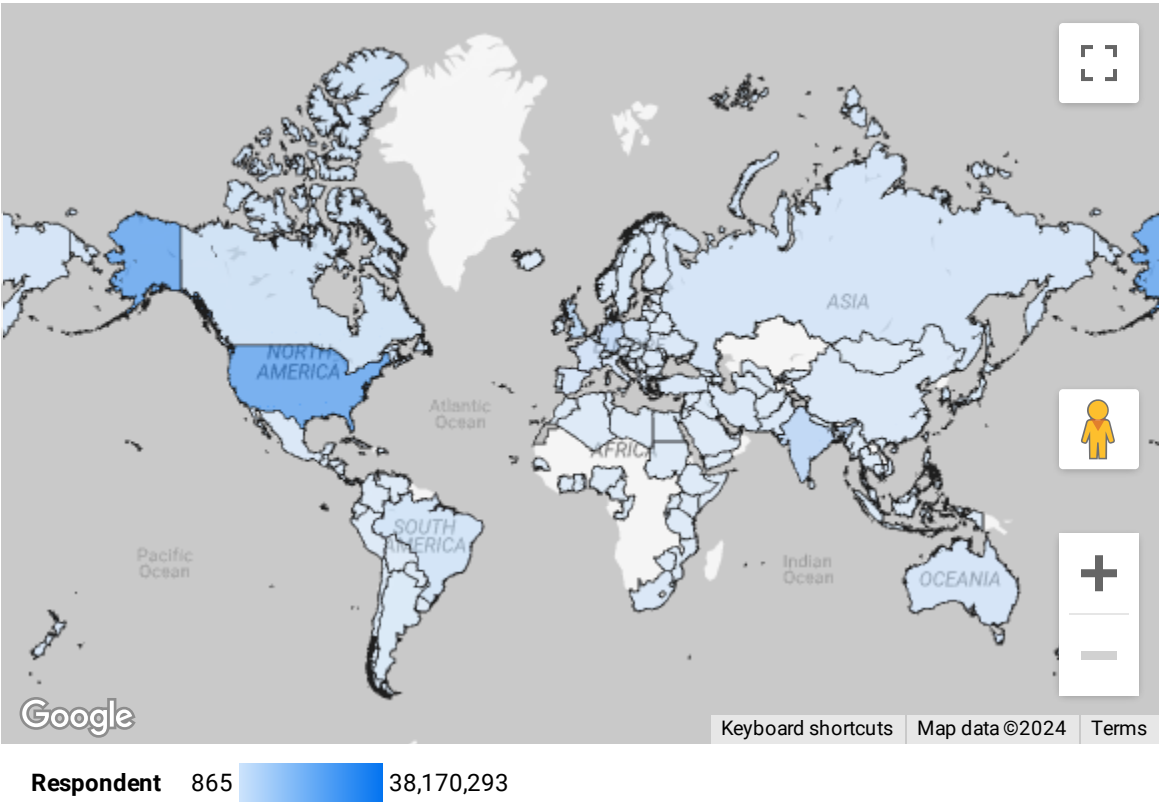 ASIA
NORTH
AMERICA
EUROPE
Atlantic
Ocean
AFRICA
SOUTH
AMERICA
Pacific
Ocean
Indian
Ocean
OCEANIA
Google
Keyboard shortcuts
Map data ©2024
Terms
Respondent 865 38,170,293